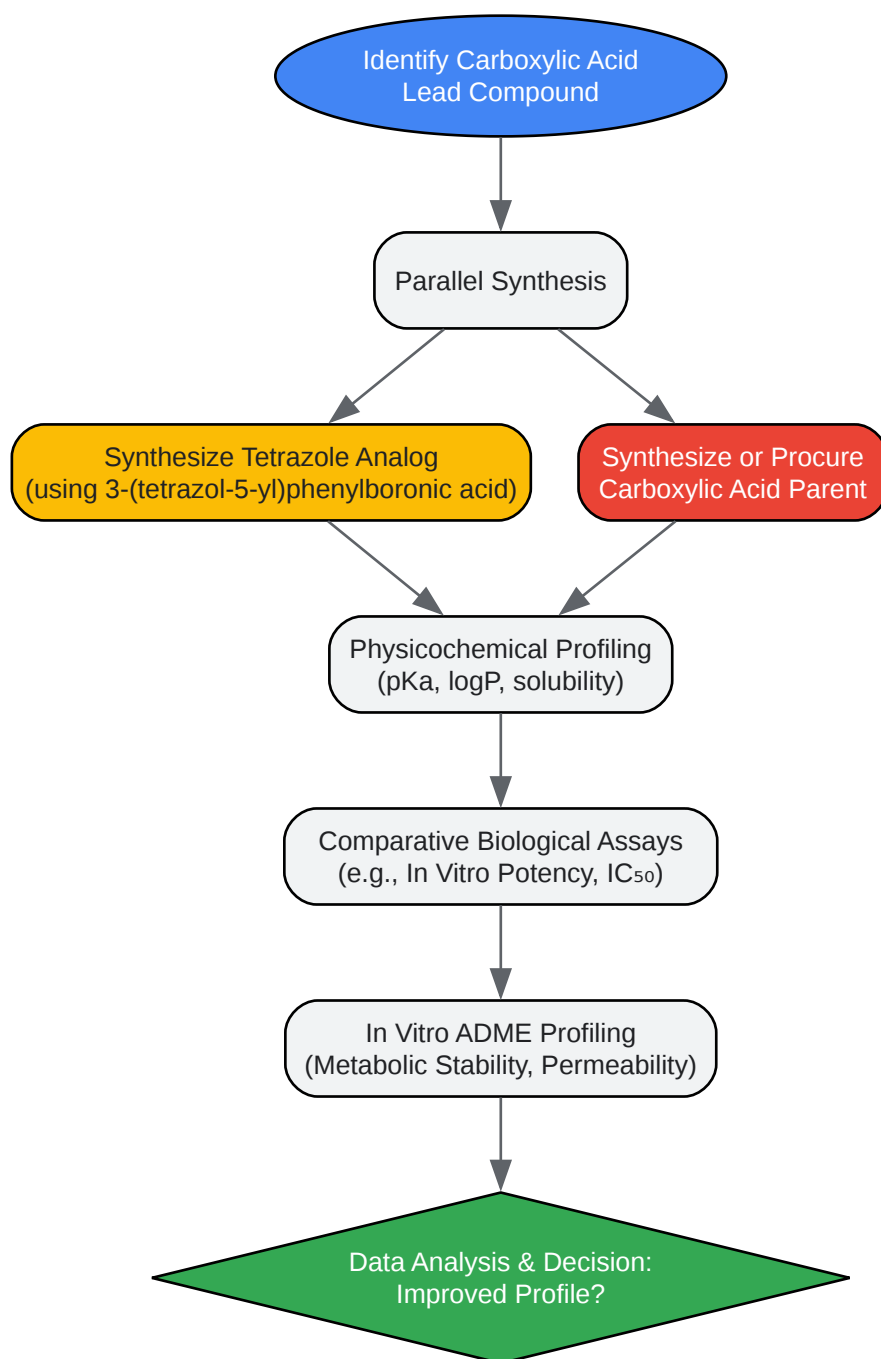 Identify Carboxylic Acid
Lead Compound
Parallel Synthesis
Synthesize Tetrazole Analog
(using 3-(tetrazol-5-yl)phenylboronic acid)
Synthesize or Procure
Carboxylic Acid Parent
Physicochemical Profiling
(pKa, logP, solubility)
Comparative Biological Assays
(e.g., In Vitro Potency, IC₅₀)
In Vitro ADME Profiling
(Metabolic Stability, Permeability)
Data Analysis & Decision:
Improved Profile?